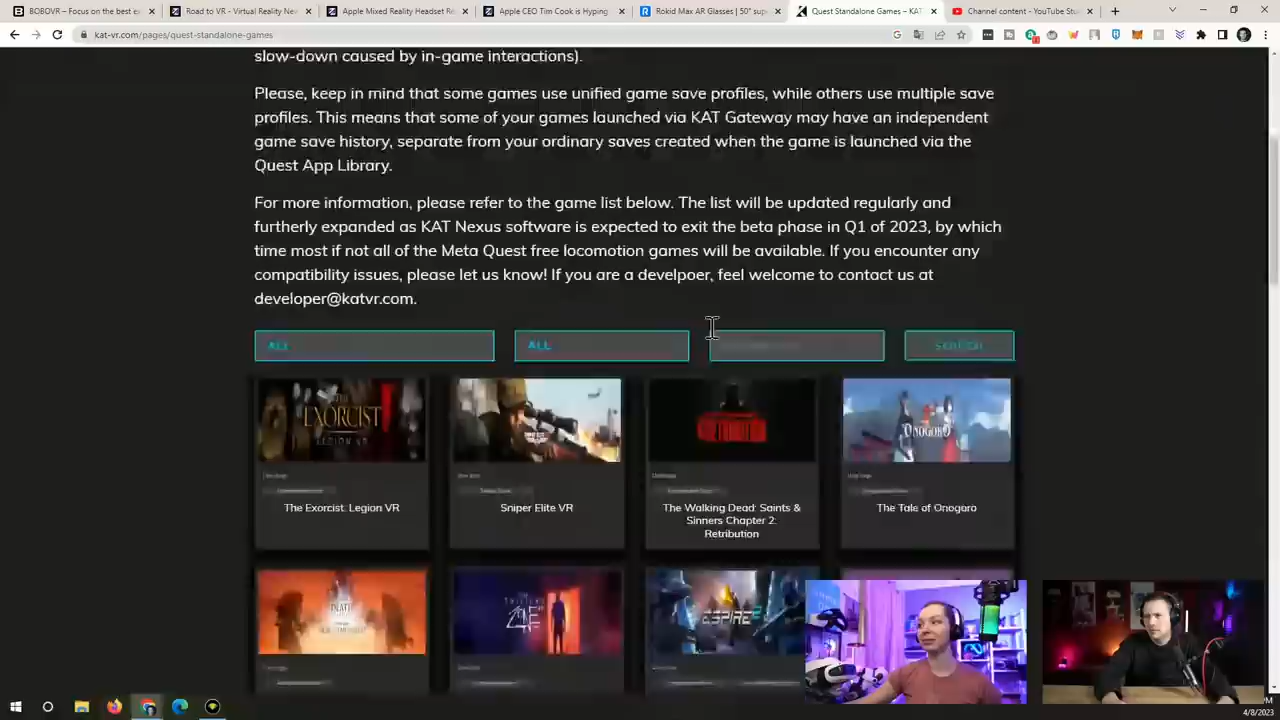 BOBOVR – Focus on the best e
Road to VR - Virtual Reality New
Apple Mixed Reality Headset Ri
Apple CEO Tim Cook is Hyping
Rokid Max AR Glasses | 50° sup
Quest Standalone Games – KAT
Channel content - YouTube Stu
kat-vr.com/pages/quest-standalone-games
slow-down caused by in-game interactions).
Please, keep in mind that some games use unified game save profiles, while others use multiple save
profiles. This means that some of your games launched via KAT Gateway may have an independent
game save history, separate from your ordinary saves created when the game is launched via the
Quest App Library.
For more information, please refer to the game list below. The list will be updated regularly and
furtherly expanded as KAT Nexus software is expected to exit the beta phase in Q1 of 2023, by which
time most if not all of the Meta Quest free locomotion games will be available. If you encounter any
compatibility issues, please let us know! If you are a develpoer, feel welcome to contact us at
developer@katvr.com.
ALL
ALL
SEARCH
THE
EXORCIST
LEGION VR
ONOGORO
The Exorcist: Legion VR
Sniper Elite VR
The Walking Dead: Saints &
Sinners Chapter 2:
Retribution
The Tale of Onogoro
ESPIRE 2
4/8/2023